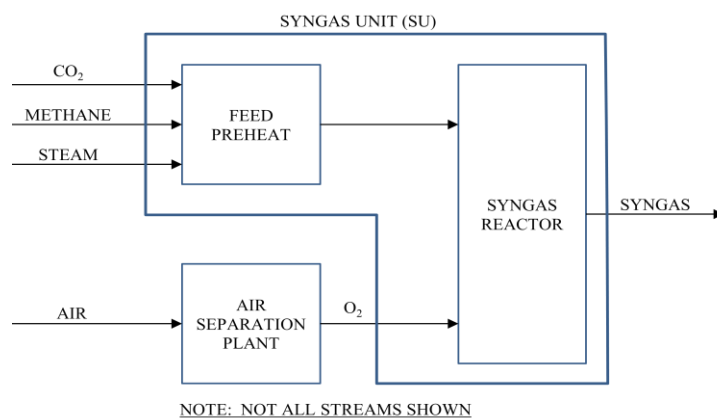 SYNGAS UNIT (SU)
CO₂
METHANE
STEAM
FEED
PREHEAT
SYNGAS
REACTOR
SYNGAS
AIR
AIR
SEPARATION
PLANT
O₂
NOTE: NOT ALL STREAMS SHOWN